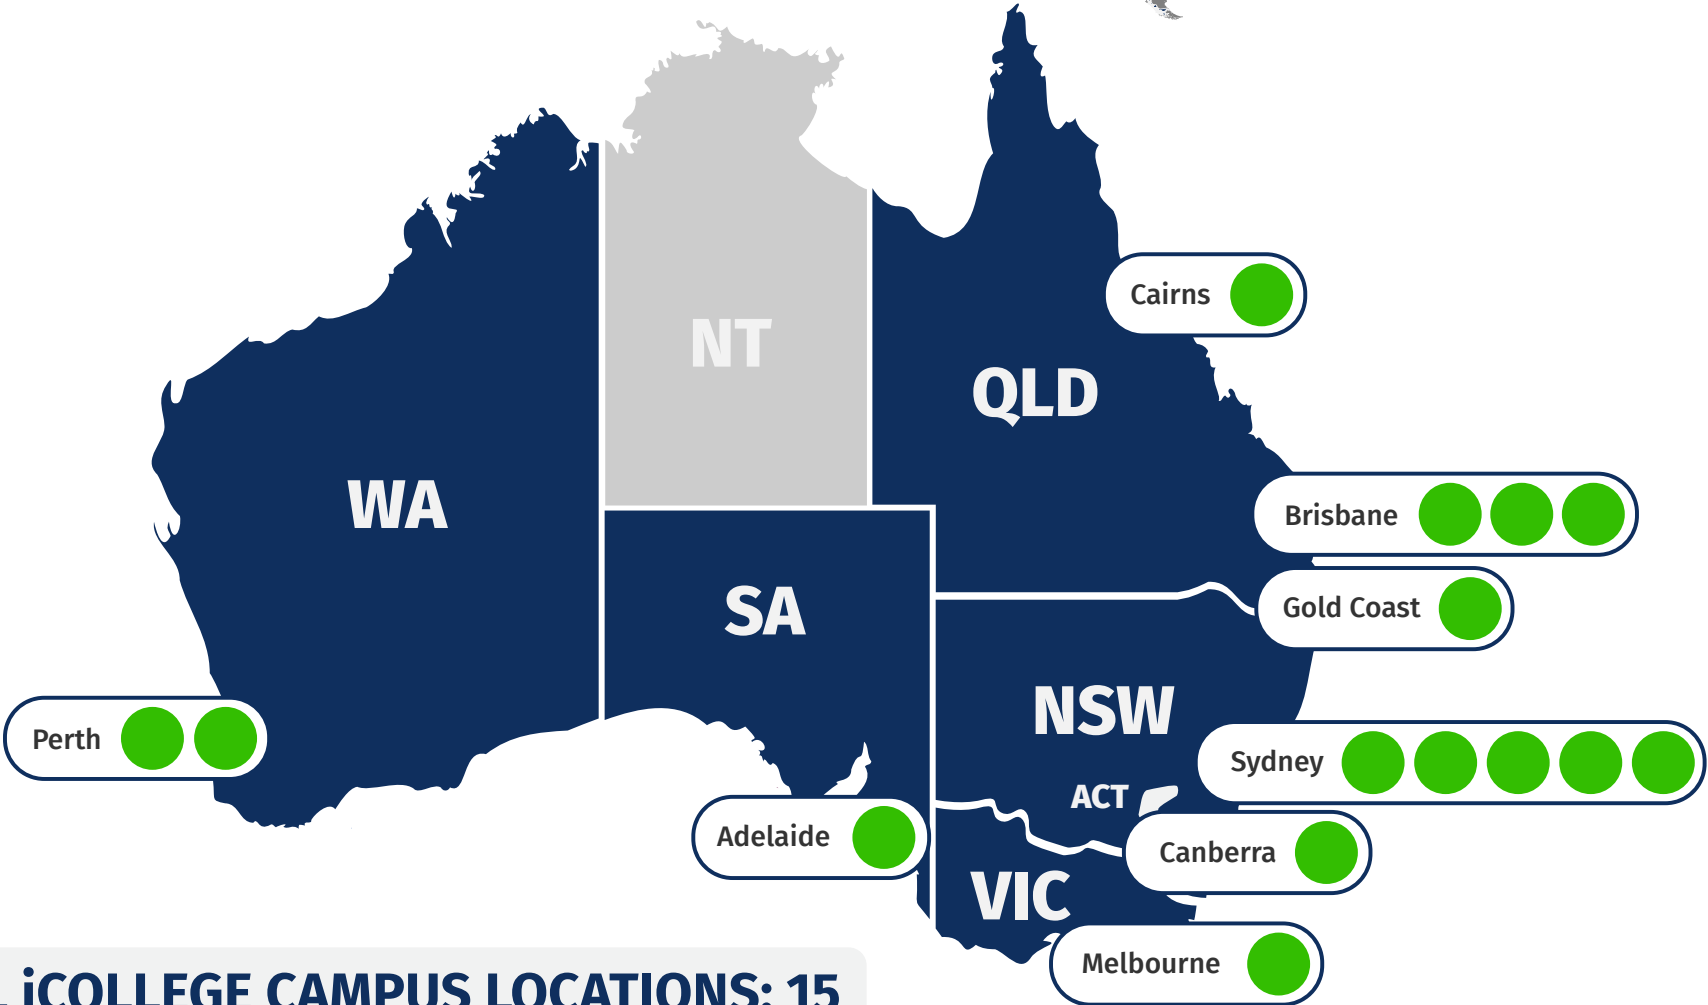 Cairns
NT
QLD
WA
Brisbane
SA
Gold Coast
NSW
Perth
Sydney
ACT
Adelaide
Canberra
VIC
Melbourne
iCOLLEGE CAMPUS LOCATIONS: 15